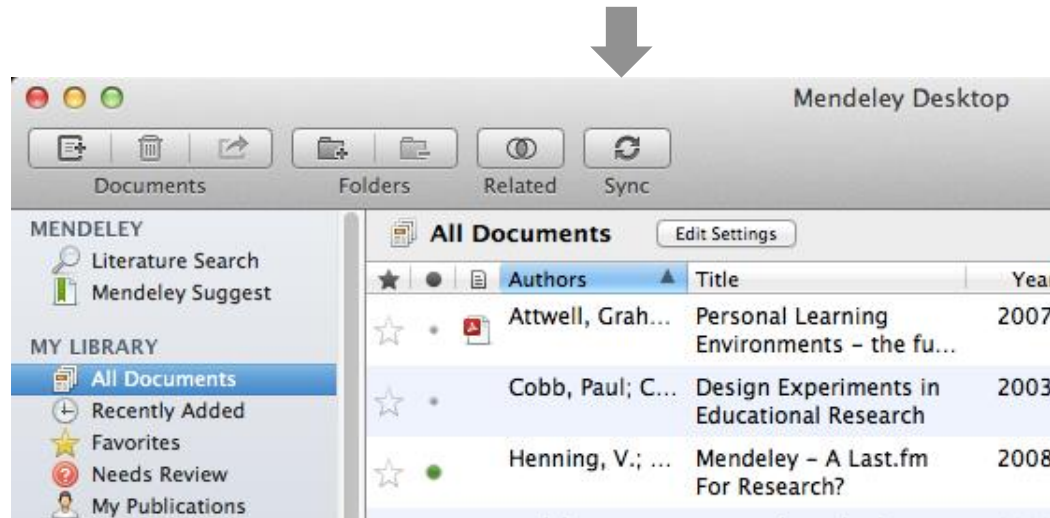 Mendeley Desktop
Documents Folders Related Sync
MENDELEY
Literature Search
Mendeley Suggest
MY LIBRARY
All Documents
Recently Added
Favorites
Needs Review
My Publications
All Documents Edit Settings
Authors Title Year
Attwell, Grah... Personal Learning 2007
Environments – the fu...
Cobb, Paul; C... Design Experiments in 2003
Educational Research
Henning, V.; ... Mendeley – A Last.fm 2008
For Research?